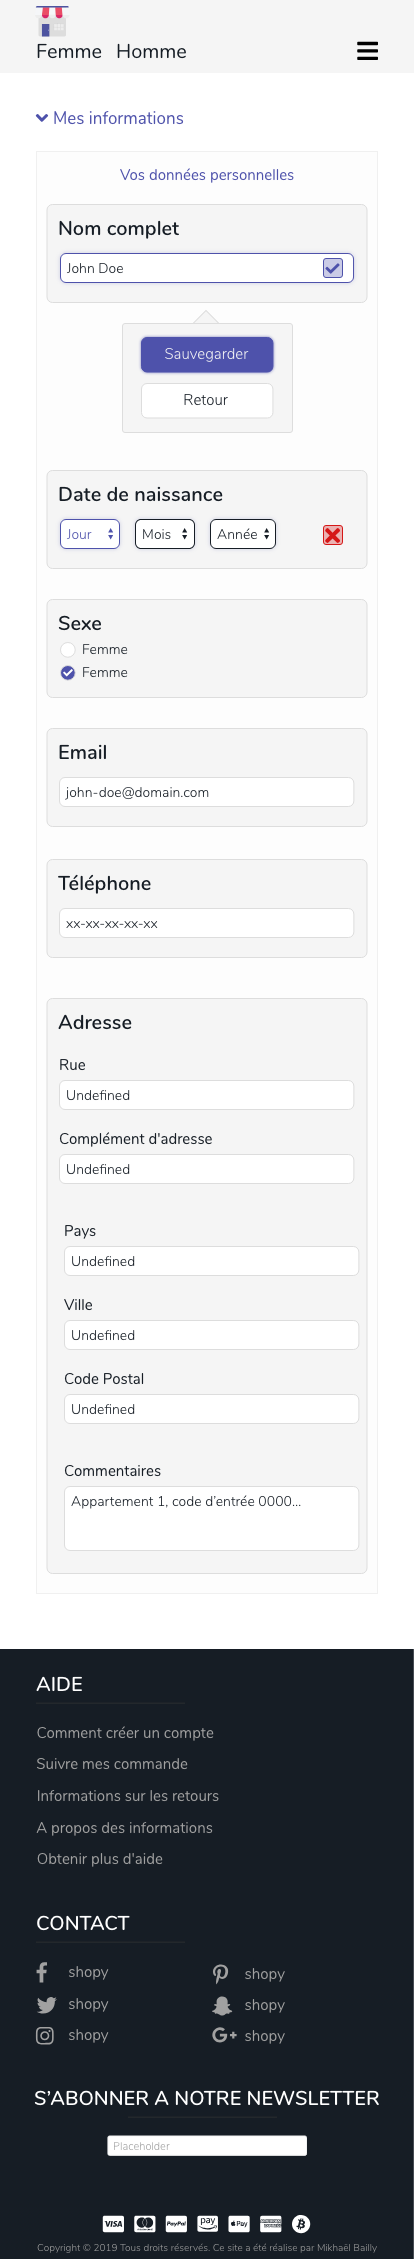 Femme Homme
Mes informations
Vos données personnelles
Nom complet
John Doe
Sauvegarder
Retour
Date de naissance
Jour Mois Année
Sexe
Femme
Femme
Email
john-doe@domain.com
Téléphone
xx-xx-xx-xx-xx
Adresse
Rue
Undefined
Complément d'adresse
Undefined
Pays
Undefined
Ville
Undefined
Code Postal
Undefined
Commentaires
Appartement 1, code d’entrée 0000...
AIDE
Comment créer un compte
Suivre mes commande
Informations sur les retours
A propos des informations
Obtenir plus d'aide
CONTACT
shopy shopy
shopy shopy
shopy shopy
S’ABONNER A NOTRE NEWSLETTER
Placeholder
VISA PayPal pay Pay
Copyright © 2019 Tous droits réservés. Ce site a été réalise par Mikhaël Bailly